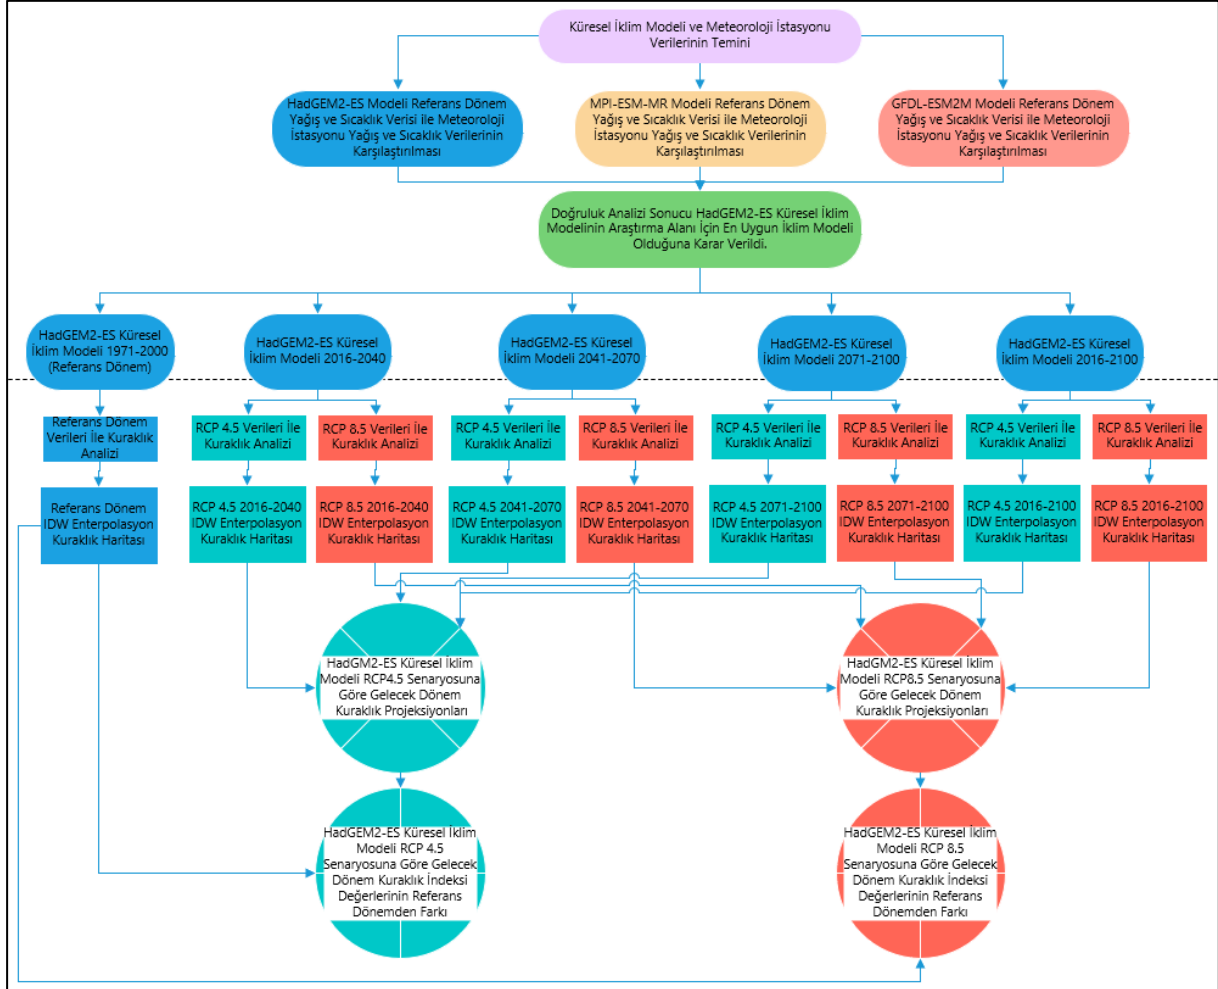 Küresel İklim Modeli ve Meteoroloji İstasyonu
Verilerinin Temini
HadGEM2-ES Modeli Referans Dönem
Yağış ve Sıcaklık Verisi ile Meteoroloji
İstasyonu Yağış ve Sıcaklık Verilerinin
Karşılaştırılması
MPI-ESM-MR Modeli Referans Dönem
Yağış ve Sıcaklık Verisi ile Meteoroloji
İstasyonu Yağış ve Sıcaklık Verilerinin
Karşılaştırılması
GFDL-ESM2M Modeli Referans Dönem
Yağış ve Sıcaklık Verisi ile Meteoroloji
İstasyonu Yağış ve Sıcaklık Verilerinin
Karşılaştırılması
Doğruluk Analizi Sonucu HadGEM2-ES Küresel İklim
Modelinin Araştırma Alanı İçin En Uygun İklim Modeli
Olduğuna Karar Verildi.
HadGEM2-ES Küresel
İklim Modeli 1971-2000
(Referans Dönem)
HadGEM2-ES Küresel
İklim Modeli 2016-2040
HadGEM2-ES Küresel
İklim Modeli 2041-2070
HadGEM2-ES Küresel
İklim Modeli 2071-2100
HadGEM2-ES Küresel
İklim Modeli 2016-2100
Referans Dönem
Verileri İle Kuraklık
Analizi
RCP 4.5 Verileri İle
Kuraklık Analizi
RCP 8.5 Verileri İle
Kuraklık Analizi
RCP 4.5 Verileri İle
Kuraklık Analizi
RCP 8.5 Verileri İle
Kuraklık Analizi
RCP 4.5 Verileri İle
Kuraklık Analizi
RCP 8.5 Verileri İle
Kuraklık Analizi
RCP 4.5 Verileri İle
Kuraklık Analizi
RCP 8.5 Verileri İle
Kuraklık Analizi
Referans Dönem
IDW Enterpolasyon
Kuraklık Haritası
RCP 4.5 2016-2040
IDW Enterpolasyon
Kuraklık Haritası
RCP 8.5 2016-2040
IDW Enterpolasyon
Kuraklık Haritası
RCP 4.5 2041-2070
IDW Enterpolasyon
Kuraklık Haritası
RCP 8.5 2041-2070
IDW Enterpolasyon
Kuraklık Haritası
RCP 4.5 2071-2100
IDW Enterpolasyon
Kuraklık Haritası
RCP 8.5 2071-2100
IDW Enterpolasyon
Kuraklık Haritası
RCP 4.5 2016-2100
IDW Enterpolasyon
Kuraklık Haritası
RCP 8.5 2016-2100
IDW Enterpolasyon
Kuraklık Haritası
HadGM2-ES Küresel İklim
Modeli RCP4.5 Senaryosuna
Göre Gelecek Dönem
Kuraklık Projeksiyonları
HadGM2-ES Küresel İklim
Modeli RCP8.5 Senaryosuna
Göre Gelecek Dönem
Kuraklık Projeksiyonları
HadGEM2-ES Küresel İklim
Modeli RCP 4.5
Senaryosuna Göre Gelecek
Dönem Kuraklık İndeksi
Değerlerinin Referans
Dönemden Farkı
HadGEM2-ES Küresel İklim
Modeli RCP 8.5
Senaryosuna Göre Gelecek
Dönem Kuraklık İndeksi
Değerlerinin Referans
Dönemden Farkı